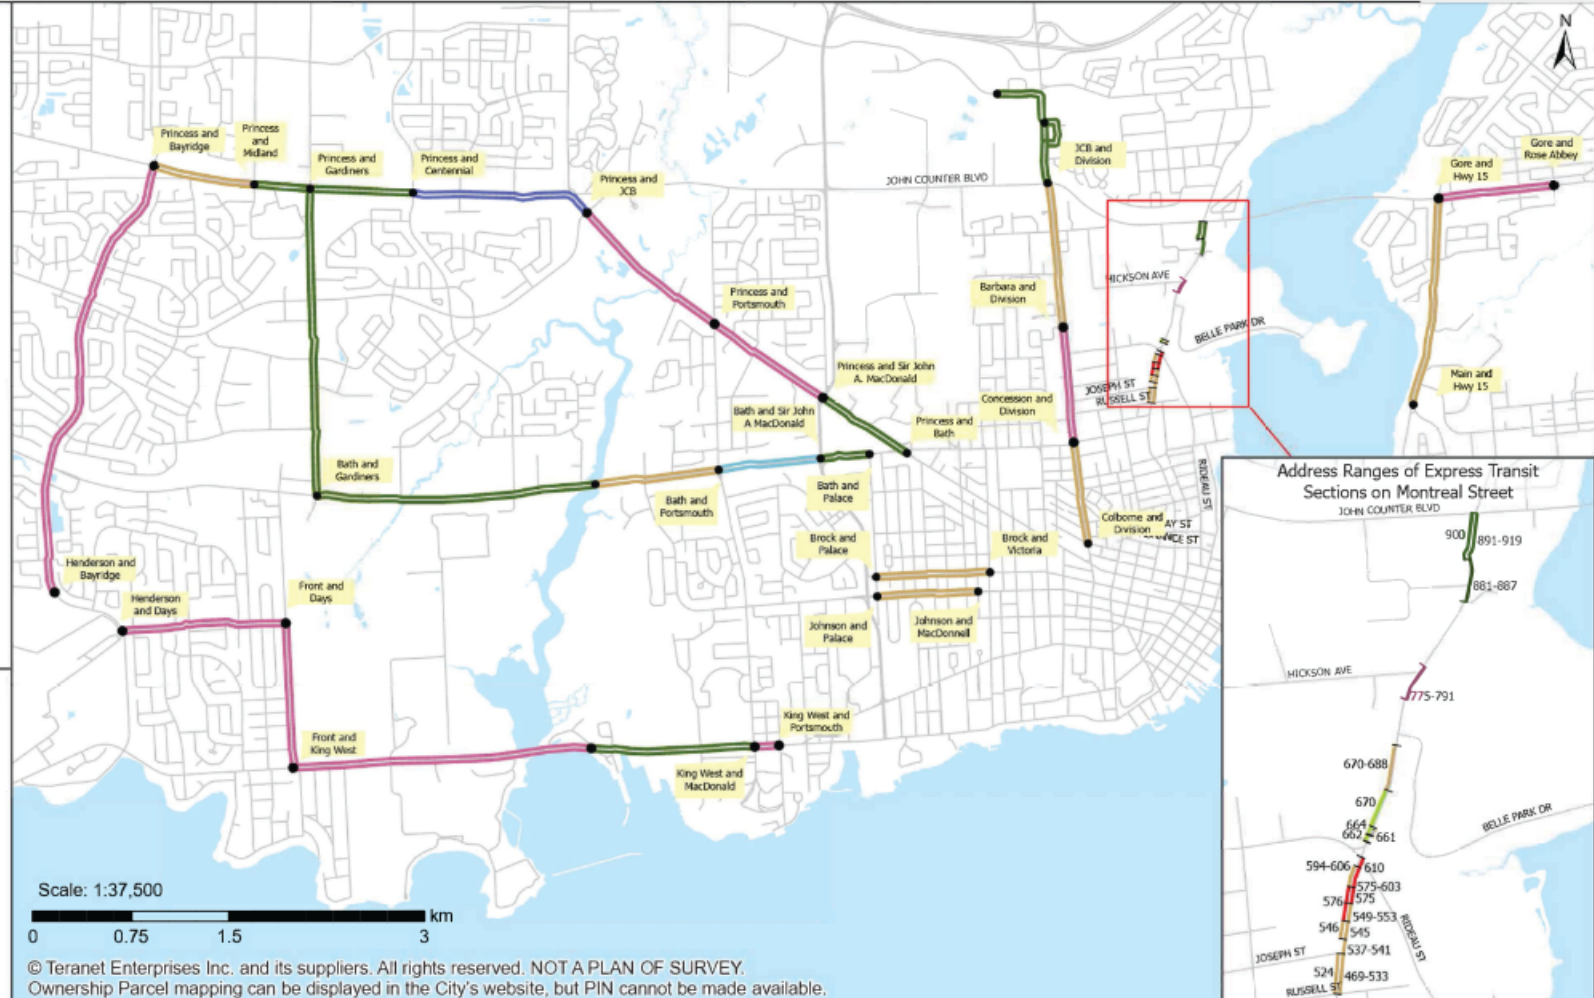 N
Princess and
Bayridge
Princess
and
Midland
Princess and
Gardiners
Princess and
Centennial
Princess and
JCB
JOHN COUNTER BLVD
JCB and
Division
Gore and
Hwy 15
Gore and
Rose Abbey
HICKSON AVE
Barbara and
Division
BELLE PARK DR
Princess and
Portsmouth
Princess and Sir John
A. MacDonald
JOSEPH ST
RUSSELL ST
Main and
Hwy 15
Concession and
Division
Bath and Sir John
A MacDonald
Princess and
Bath
Bath and
Gardiners
Bath and
Portsmouth
Bath and
Palace
RIDEAU ST
Colborne and
Division
AY ST
CE ST
Brock and
Palace
Brock and
Victoria
Henderson and
Bayridge
Henderson
and Days
Front and
Days
Johnson and
Palace
Johnson and
MacDonnell
Front and
King West
King West and
Portsmouth
King West and
MacDonald
Address Ranges of Express Transit
Sections on Montreal Street
JOHN COUNTER BLVD
900
891-919
881-887
HICKSON AVE
775-791
670-688
670
664
662
661
BELLE PARK DR
594-606
610
575-603
576
575
549-553
546
545
RIDEAU ST
537-541
JOSEPH ST
524
469-533
RUSSELL ST
Scale: 1:37,500
km
0 0.75 1.5 3
© Teranet Enterprises Inc. and its suppliers. All rights reserved. NOT A PLAN OF SURVEY.
Ownership Parcel mapping can be displayed in the City's website, but PIN cannot be made available.